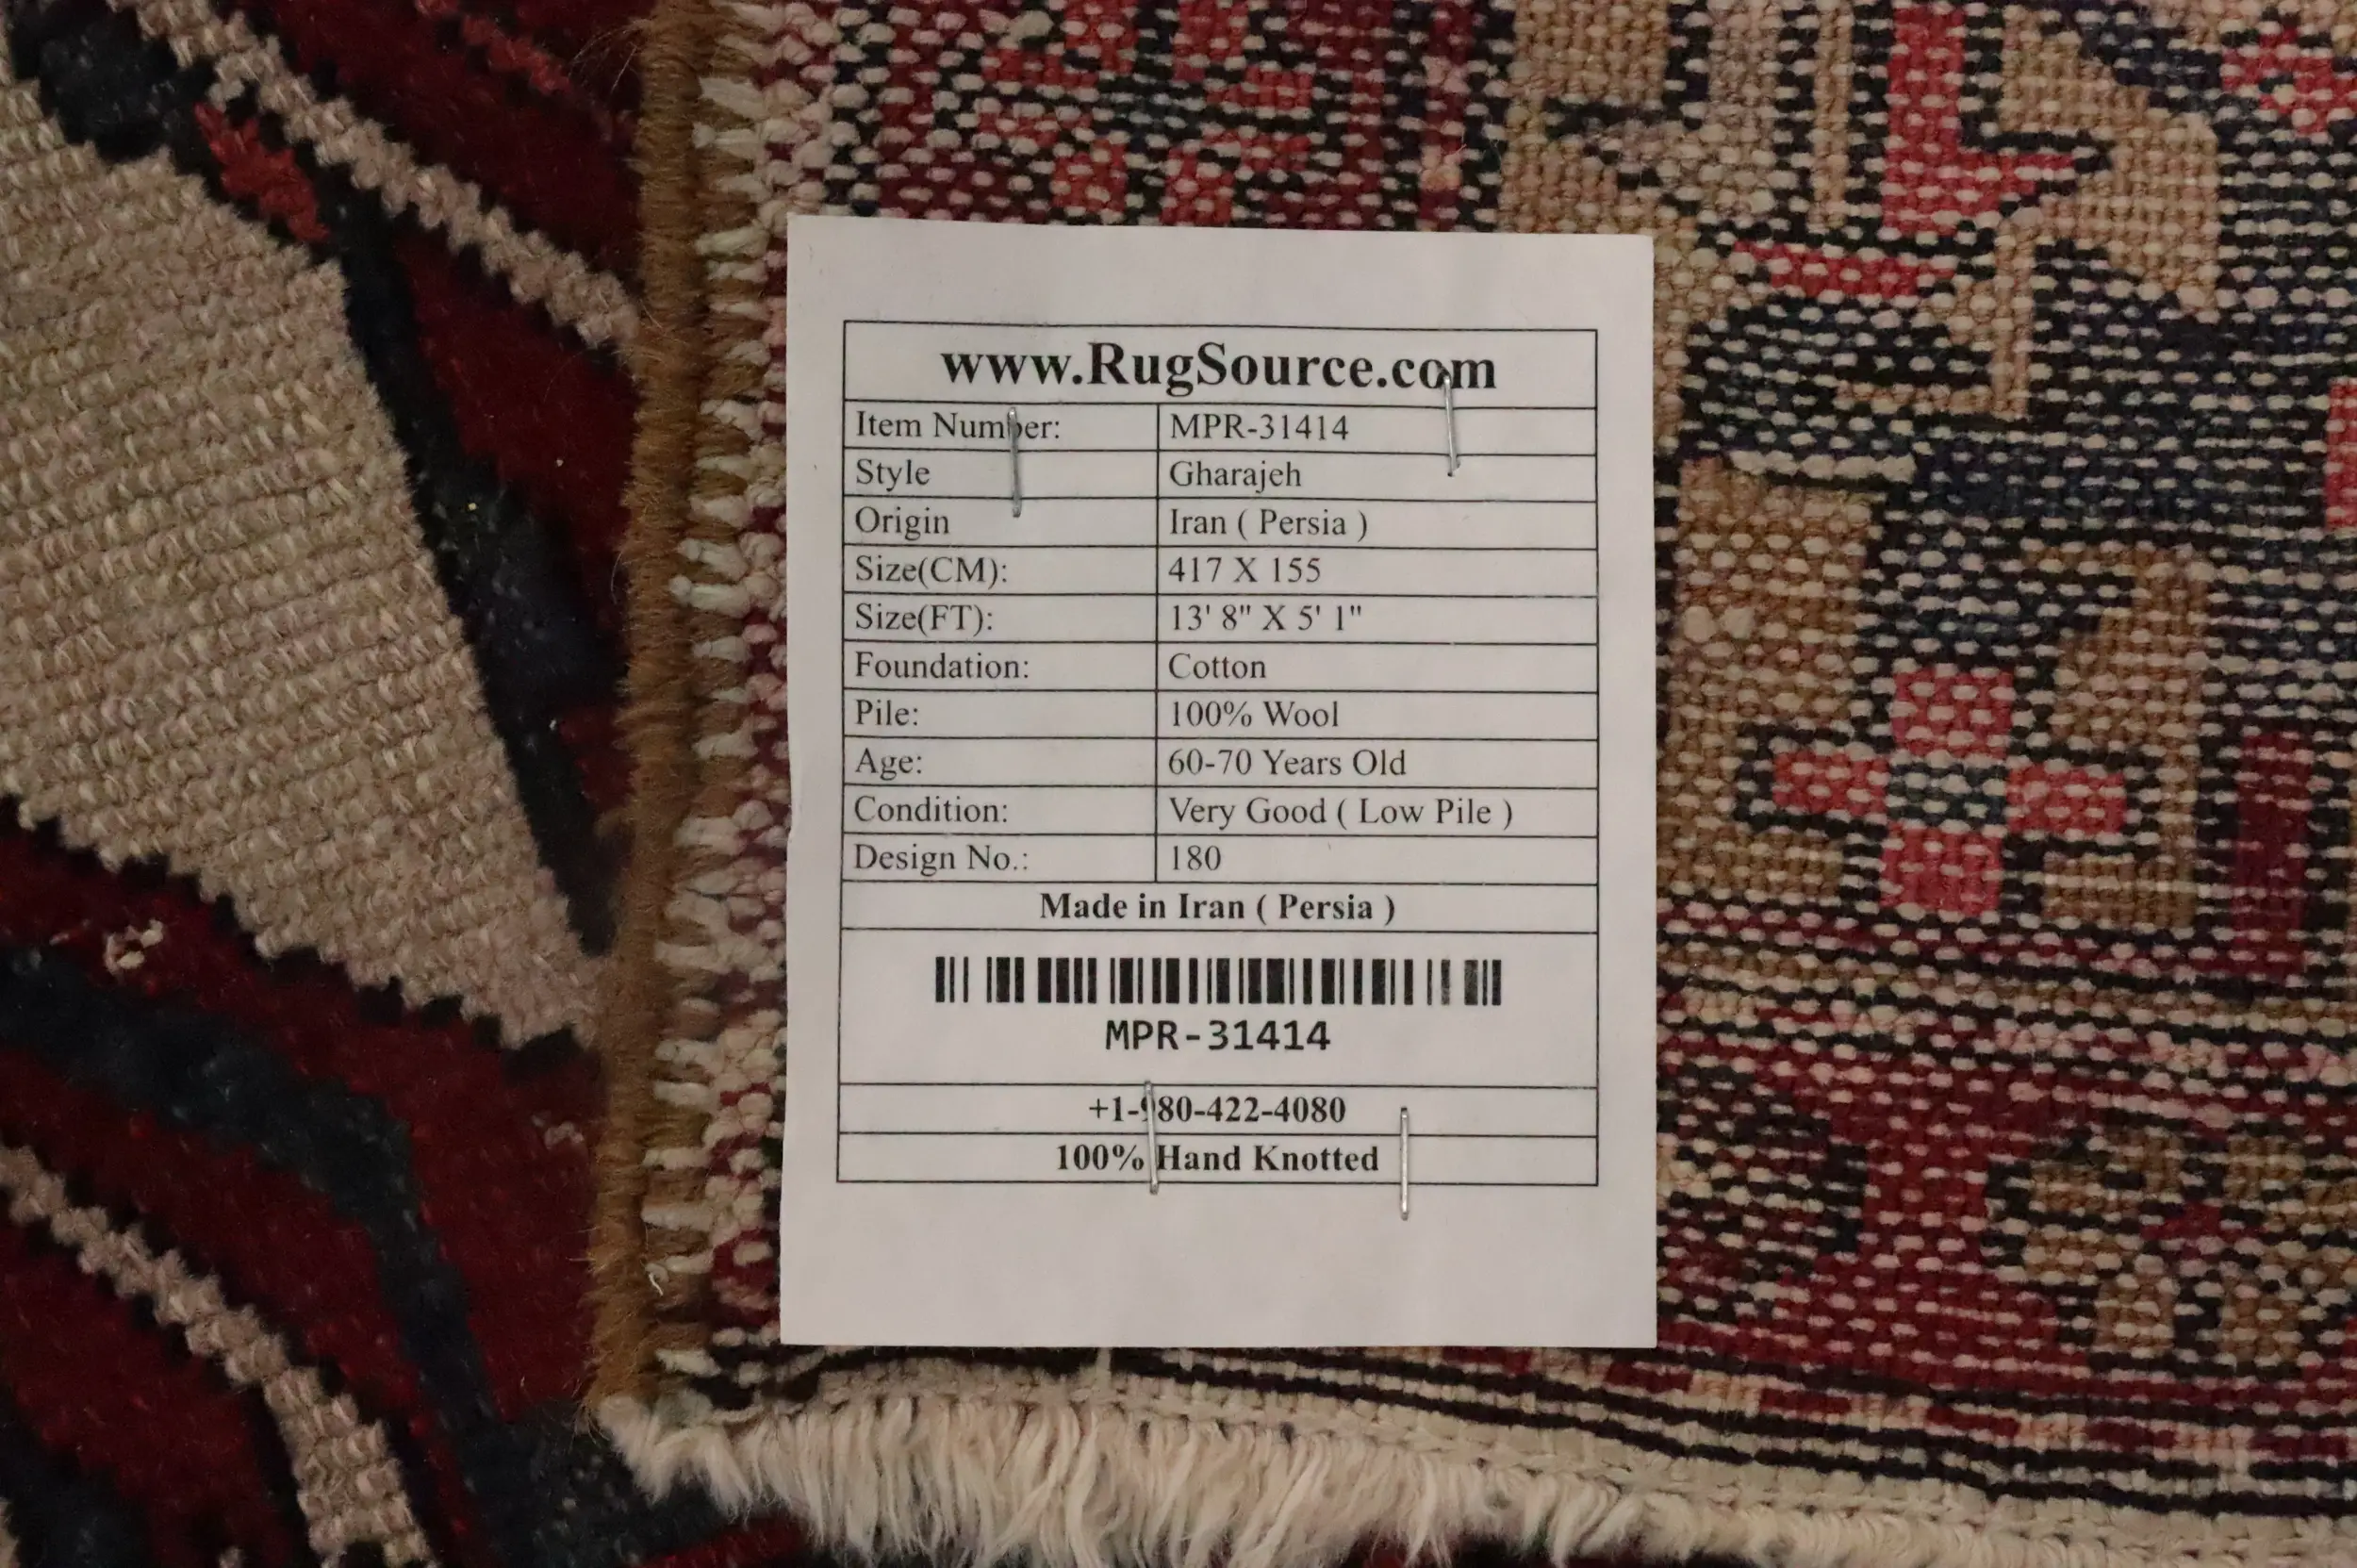 www.RugSource.com
Item Number: MPR-31414
Style Gharajeh
Origin Iran ( Persia )
Size(CM): 417 X 155
Size(FT): 13' 8" X 5' 1"
Foundation: Cotton
Pile: 100% Wool
Age: 60-70 Years Old
Condition: Very Good ( Low Pile )
Design No.: 180
Made in Iran ( Persia )
MPR-31414
+1-980-422-4080
100% Hand Knotted